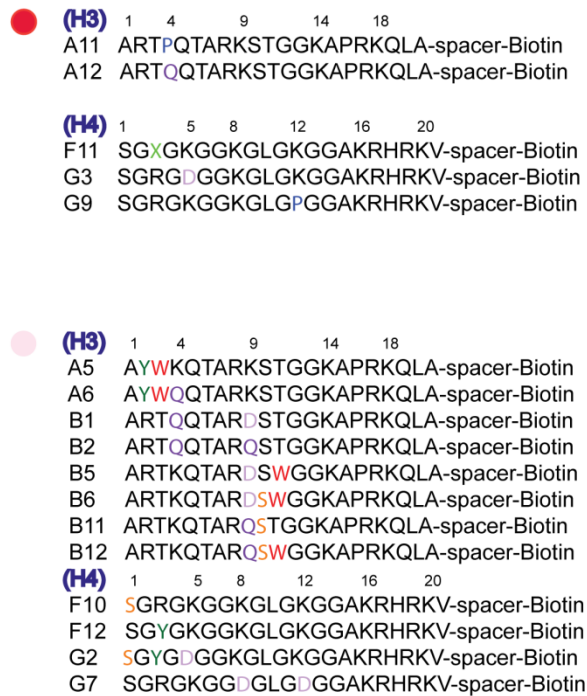 (H3) 1 4 9 14 18
A11 ARTPQTARKSTGGKAPRKQLA-spacer-Biotin
A12 ARTQQTARKSTGGKAPRKQLA-spacer-Biotin
(H4)
1 5 8 12 16 20
F11 SGXGKGGKGLGKGGAKRHRKV-spacer-Biotin
G3 SGRGDGGKGLGKGGAKRHRKV-spacer-Biotin
G9 SGRGKGGKGLGPGGAKRHRKV-spacer-Biotin
(H3)
1 4 9 14 18
A5 AYWKQTARKSTGGKAPRKQLA-spacer-Biotin
A6 AYWQQTARKSTGGKAPRKQLA-spacer-Biotin
B1 ARTQQTARDSTGGKAPRKQLA-spacer-Biotin
B2 ARTQQTARQSTGGKAPRKQLA-spacer-Biotin
B5 ARTKQTARDSWGGKAPRKQLA-spacer-Biotin
B6 ARTKQTARDSWGGKAPRKQLA-spacer-Biotin
B11 ARTKQTARQSTGGKAPRKQLA-spacer-Biotin
B12 ARTKQTARQSWGGKAPRKQLA-spacer-Biotin
(H4) 1 5 8 12 16 20
F10 SGRGKGGKGLGKGGAKRHRKV-spacer-Biotin
F12 SGYGKGGKGLGKGGAKRHRKV-spacer-Biotin
G2 SGYGDGGKGLGKGGAKRHRKV-spacer-Biotin
G7 SGRGKGGDGLGDGGAKRHRKV-spacer-Biotin